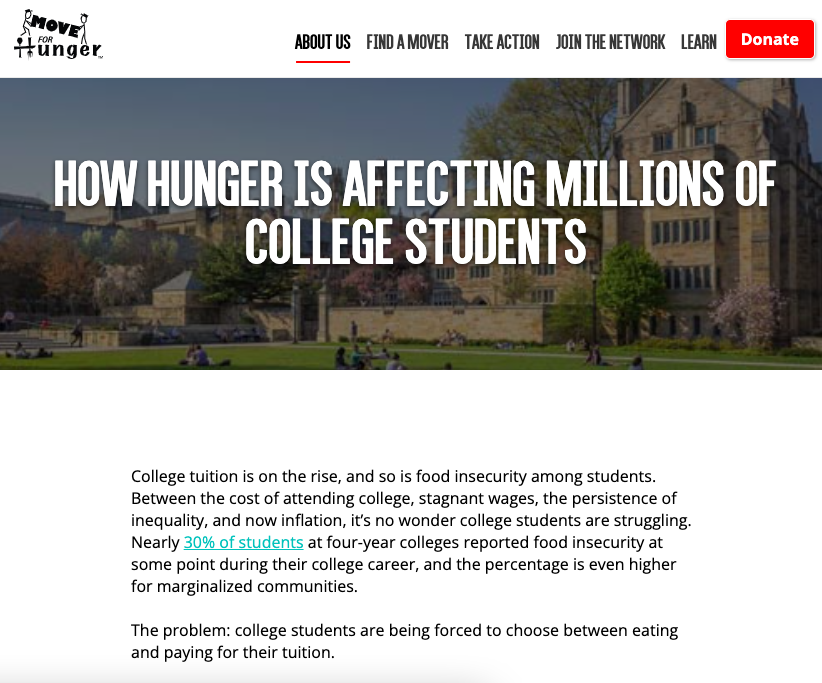 MOVE
FOR
Hunger
ABOUT US FIND A MOVER TAKE ACTION JOIN THE NETWORK LEARN Donate
HOW HUNGER IS AFFECTING MILLIONS OF
COLLEGE STUDENTS
College tuition is on the rise, and so is food insecurity among students.
Between the cost of attending college, stagnant wages, the persistence of
inequality, and now inflation, it’s no wonder college students are struggling.
Nearly 30% of students at four-year colleges reported food insecurity at
some point during their college career, and the percentage is even higher
for marginalized communities.
The problem: college students are being forced to choose between eating
and paying for their tuition.